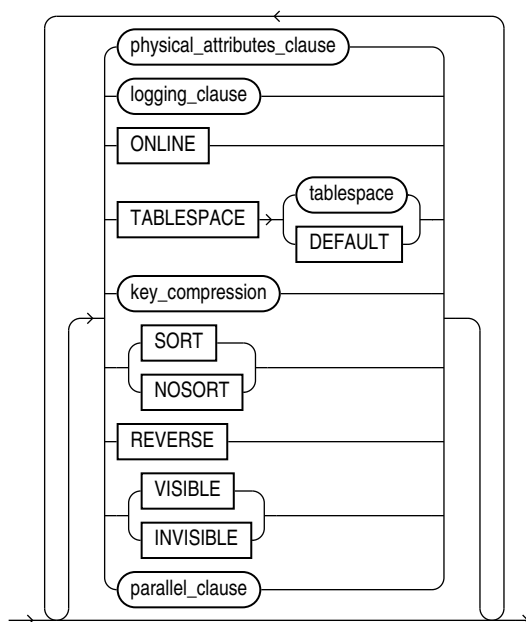 physical_attributes_clause
logging_clause
ONLINE
TABLESPACE
tablespace
DEFAULT
key_compression
SORT
NOSORT
REVERSE
VISIBLE
INVISIBLE
parallel_clause